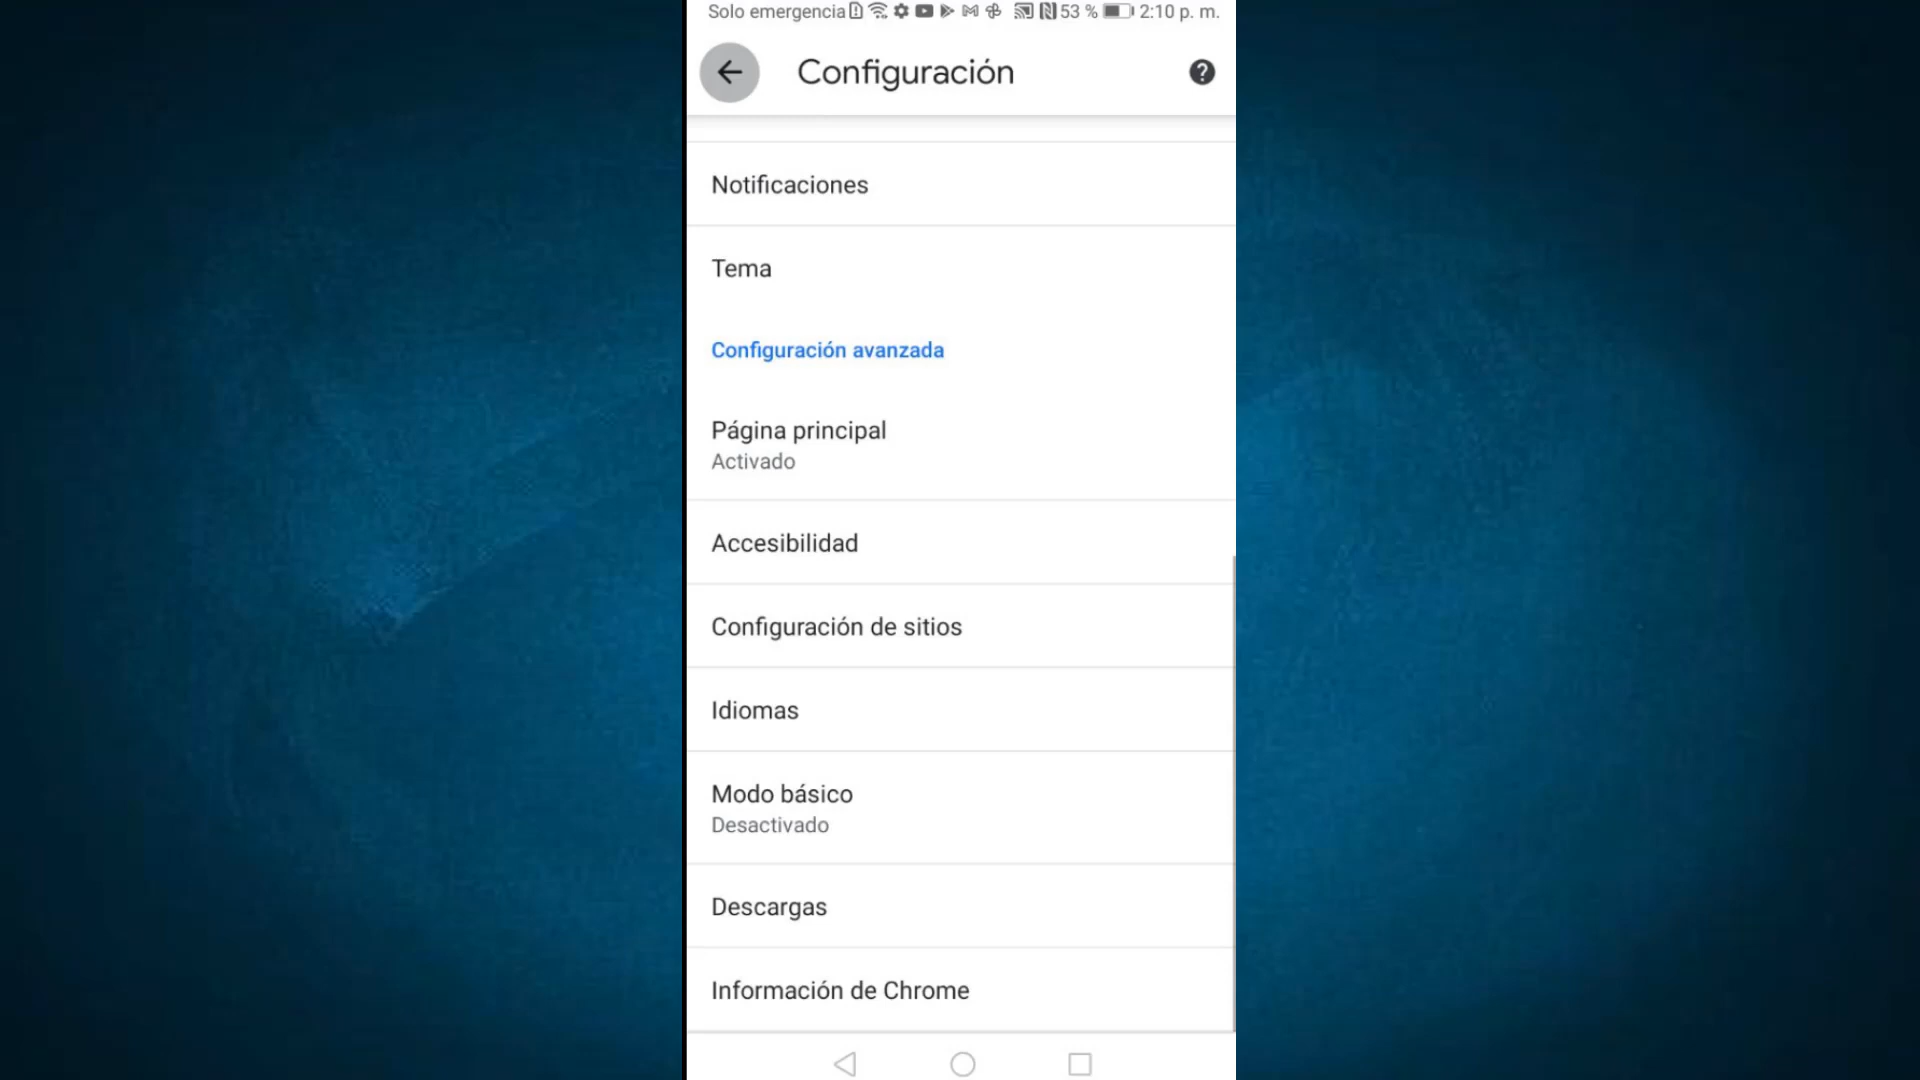 Solo emergencia 53 % 2:10 p. m.
Configuración
Notificaciones
Tema
Configuración avanzada
Página principal
Activado
Accesibilidad
Configuración de sitios
Idiomas
Modo básico
Desactivado
Descargas
Información de Chrome